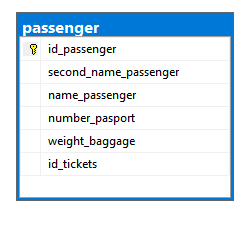 passenger
id_passenger
second_name_passenger
name_passenger
number_pasport
weight_baggage
id_tickets